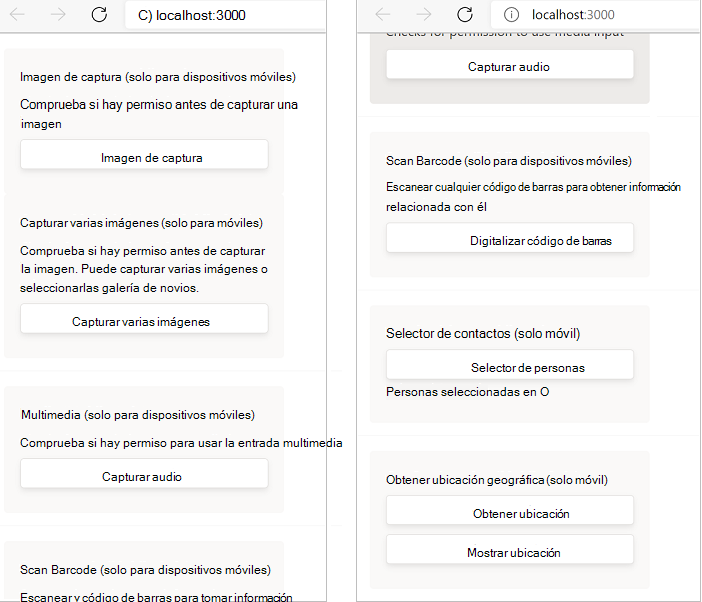 C) localhost:3000
Imagen de captura (solo para dispositivos móviles)
Comprueba si hay permiso antes de capturar una
imagen
Imagen de captura
Capturar varias imágenes (solo para móviles)
Comprueba si hay permiso antes de capturar
la imagen. Puede capturar varias imágenes o
seleccionarlas galería de novios.
Capturar varias imágenes
Multimedia (solo para dispositivos móviles)
Comprueba si hay permiso para usar la entrada multimedia
Capturar audio
Scan Barcode (solo para dispositivos móviles)
Escanear y código de barras para tomar información
localhost:3000
Checks for permission to use media input
Capturar audio
Scan Barcode (solo para dispositivos móviles)
Escanear cualquier código de barras para obtener información
relacionada con él
Digitalizar código de barras
Selector de contactos (solo móvil)
Selector de personas
Personas seleccionadas en O
Obtener ubicación geográfica (solo móvil)
Obtener ubicación
Mostrar ubicación